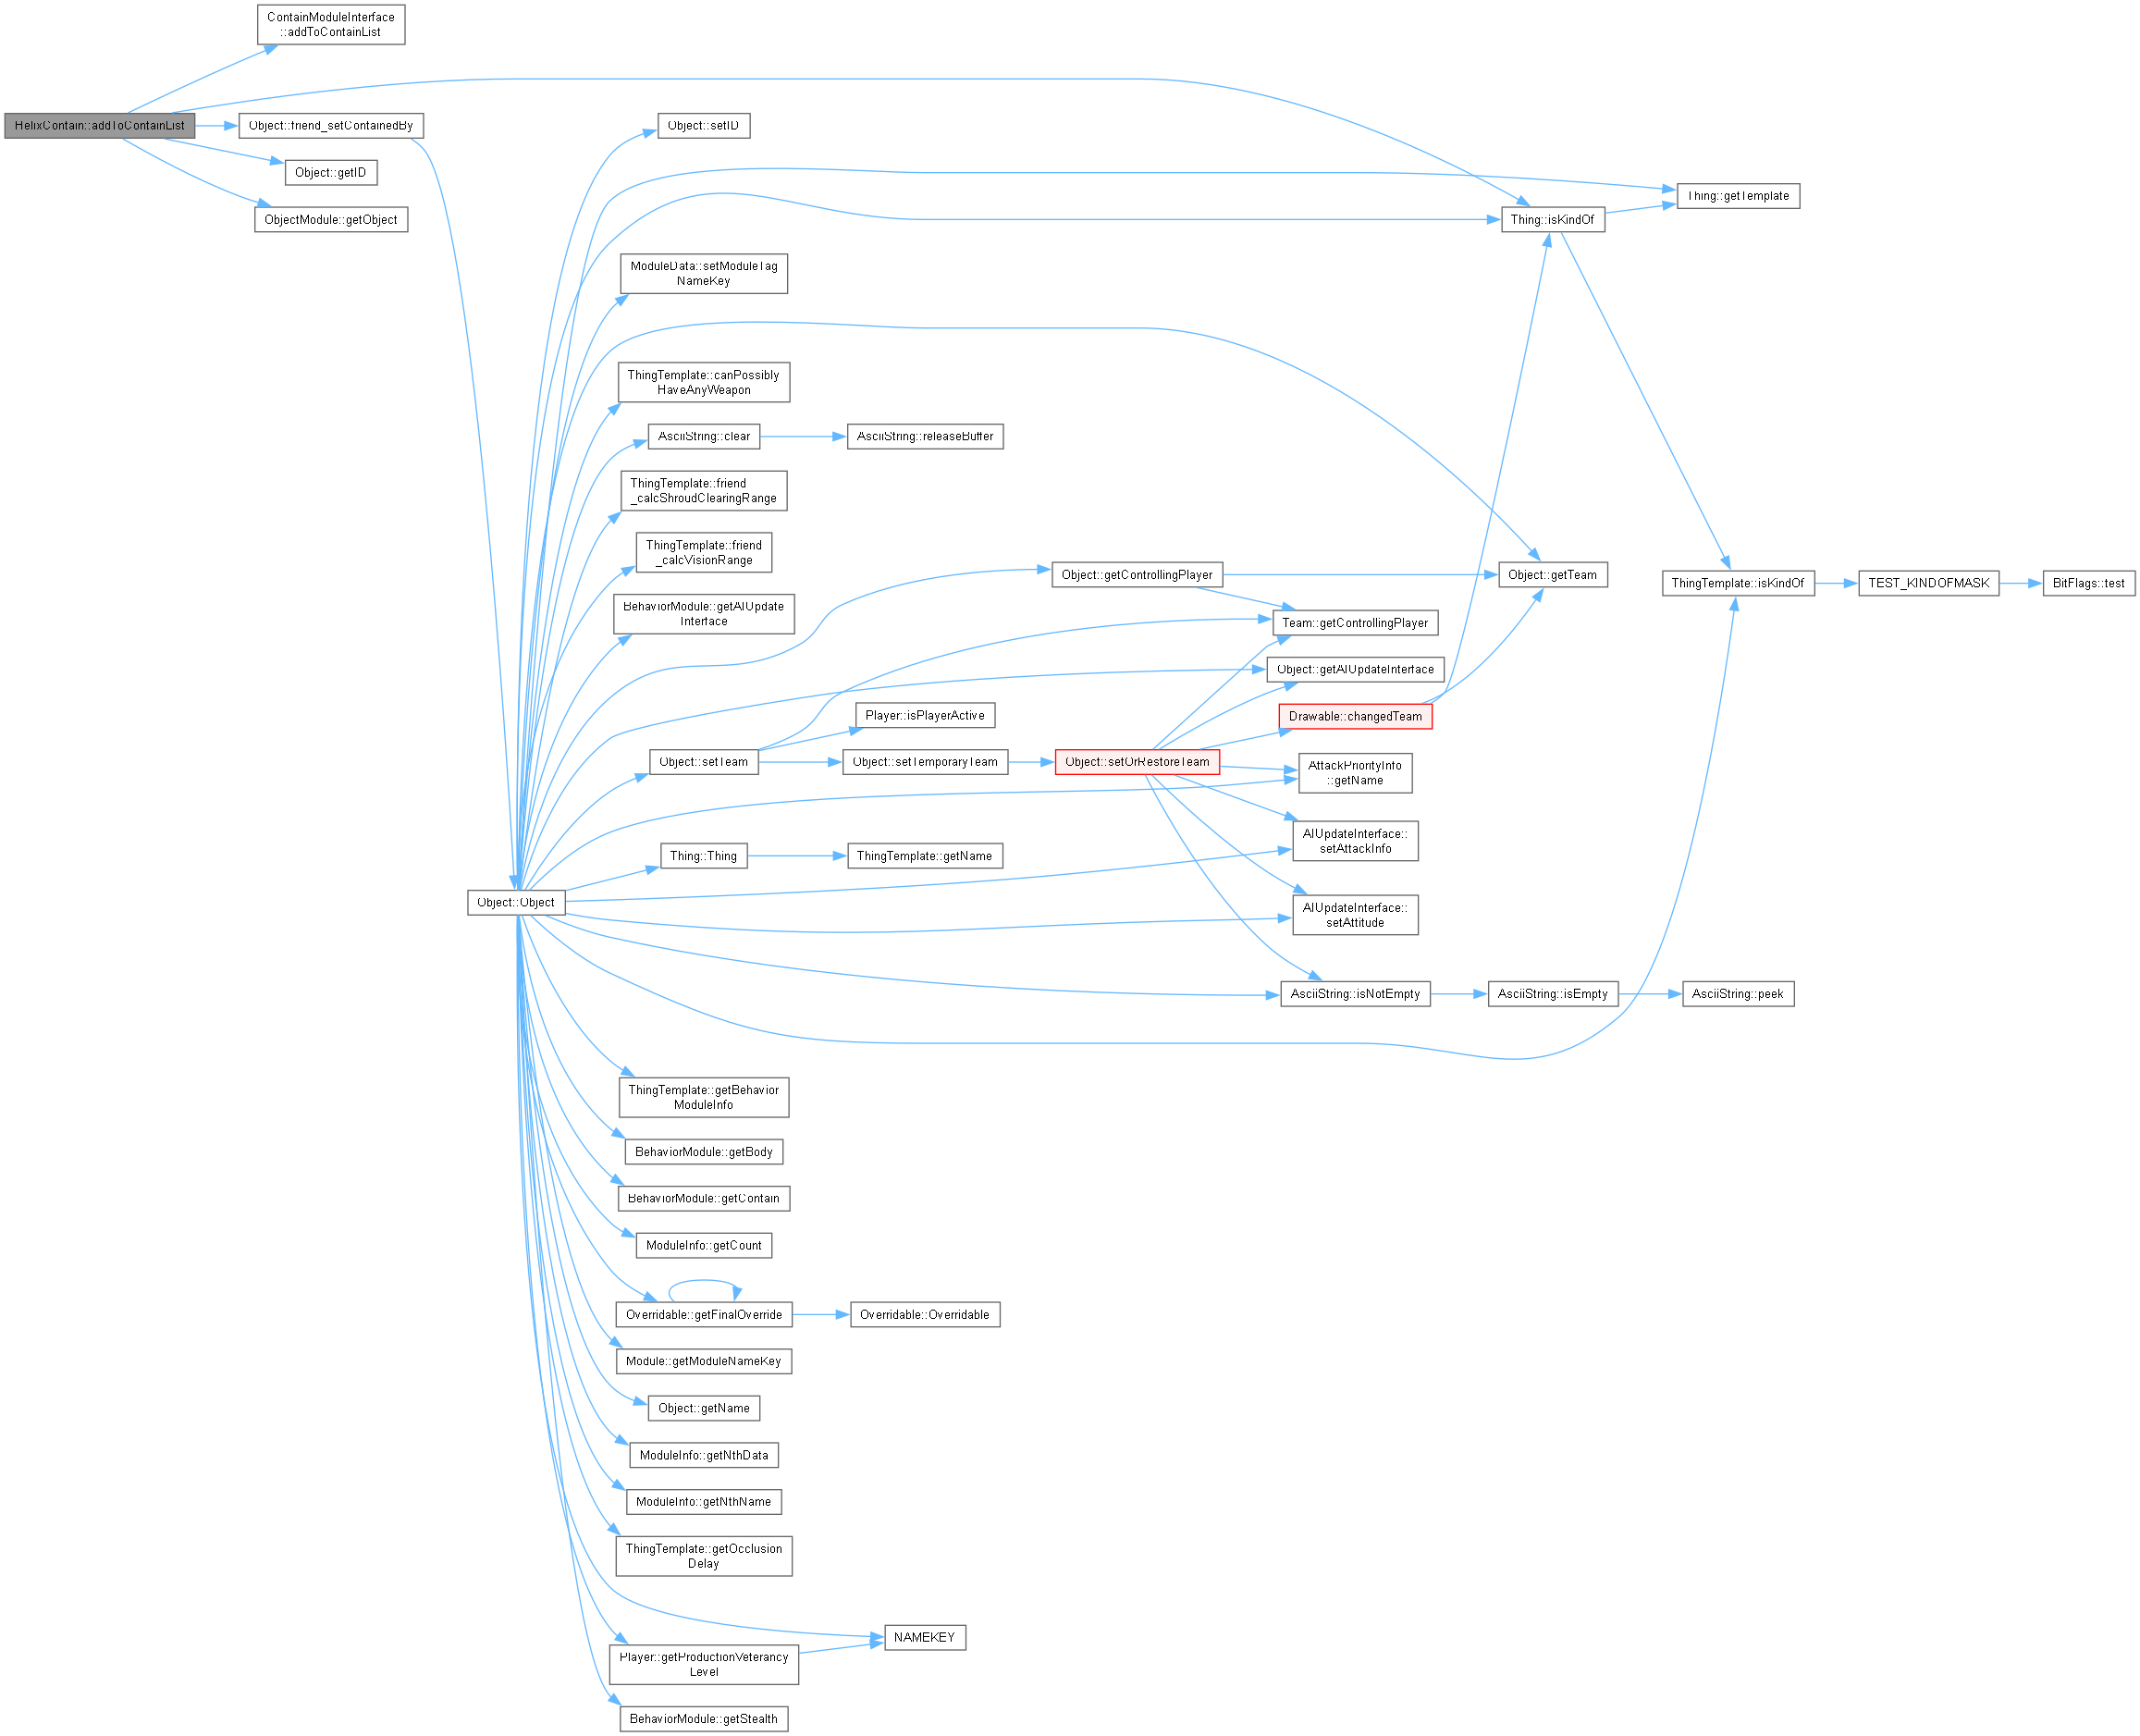 ContainModuleInterface
::addToContainList
HelixContain::addToContainList
Object::friend_setContainedBy
Object::setID
Object::getID
Thing::getTemplate
ObjectModule::getObject
Thing::isKindOf
ModuleData::setModuleTag
NameKey
ThingTemplate::canPossibly
HaveAnyWeapon
AsciiString::clear
AsciiString::releaseBuffer
ThingTemplate::friend
_calcShroudClearingRange
ThingTemplate::friend
_calcVisionRange
Object::getControllingPlayer
Object::getTeam
ThingTemplate::isKindOf
TEST_KINDOFMASK
BitFlags::test
BehaviorModule::getAIUpdate
Interface
Team::getControllingPlayer
Object::getAIUpdateInterface
Player::isPlayerActive
Drawable::changedTeam
Object::setTeam
Object::setTemporaryTeam
Object::setOrRestoreTeam
AttackPriorityInfo
::getName
AIUpdateInterface::
setAttackInfo
Thing::Thing
ThingTemplate::getName
Object::Object
AIUpdateInterface::
setAttitude
AsciiString::isNotEmpty
AsciiString::isEmpty
AsciiString::peek
ThingTemplate::getBehavior
ModuleInfo
BehaviorModule::getBody
BehaviorModule::getContain
ModuleInfo::getCount
Overridable::getFinalOverride
Overridable::Overridable
Module::getModuleNameKey
Object::getName
ModuleInfo::getNthData
ModuleInfo::getNthName
ThingTemplate::getOcclusion
Delay
NAMEKEY
Player::getProductionVeterancy
Level
BehaviorModule::getStealth